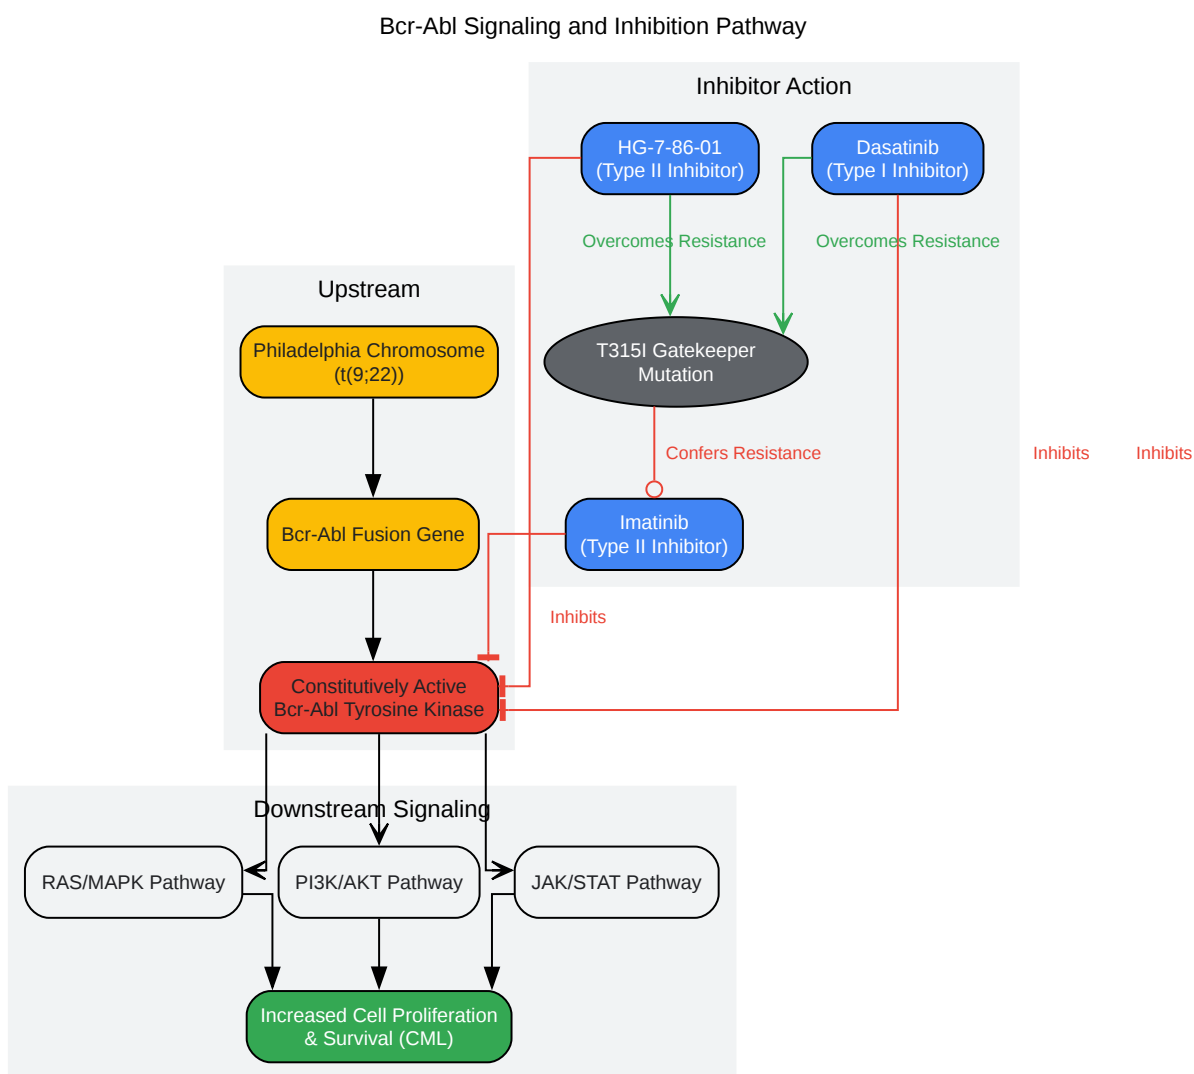 Bcr-Abl Signaling and Inhibition Pathway
Inhibitor Action
HG-7-86-01
(Type II Inhibitor)
Dasatinib
(Type I Inhibitor)
Overcomes Resistance
Overcomes Resistance
Upstream
Philadelphia Chromosome
(t(9;22))
T315I Gatekeeper
Mutation
Confers Resistance
Inhibits
Inhibits
Bcr-Abl Fusion Gene
Imatinib
(Type II Inhibitor)
Inhibits
Constitutively Active
Bcr-Abl Tyrosine Kinase
Downstream Signaling
RAS/MAPK Pathway
PI3K/AKT Pathway
JAK/STAT Pathway
Increased Cell Proliferation
& Survival (CML)